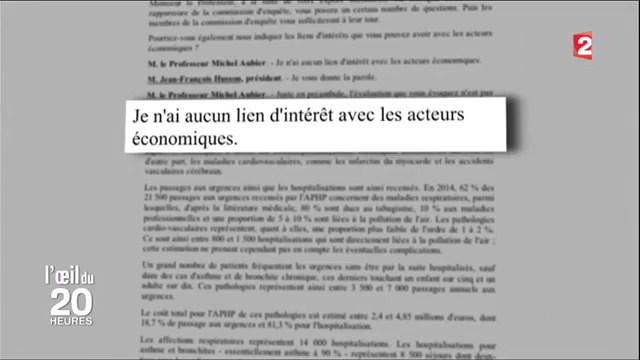 rapporteure de la commission d'enquête, vous posera un certain nombre de questions. Puis les
membres de la commission d'enquête vous solliciteront à leur tour.
Pourriez-vous également nous indiquer les liens d'intérêts que vous pouvez avoir avec les acteurs
économiques ?
M. le Professeur Michel Aubier. - Je n'ai aucun lien d'intérêt avec les acteurs économiques.
M. Jean-François Husson, président. - Je vous donne la parole.
M. le Professeur Michel Aubier. - Juste en préambule, l'évaluation que vous évoquez n'est pas
Je n'ai aucun lien d'intérêt avec les acteurs
économiques.
d'autre part, les maladies cardiovasculaires, comme les infarctus du myocarde et les accidents
vasculaires cérébraux.
Les passages aux urgences ainsi que les hospitalisations sont ainsi recensés. En 2014, 62 % des
21 500 passages aux urgences recensés par l'APHP concernent des maladies respiratoires, parmi
lesquelles, d'après la littérature médicale, 80 % sont dues au tabagisme, 10 % aux maladies
professionnelles et une proportion de 5 à 10 % sont liées à la pollution de l'air. Les pathologies
cardio-vasculaires représentent, quant à elles, une proportion plus faible de l'ordre de 1 à 2 %.
Ce sont ainsi entre 800 et 1 500 hospitalisations qui sont directement liées à la pollution de l'air ;
cette estimation ne prenant cependant pas en compte les éventuelles complications.
Un grand nombre de patients fréquentent les urgences sans être par la suite hospitalisés, sauf
dans des cas d'asthme et de bronchite chronique, ces derniers touchant un enfant sur cinq et un
adulte sur dix. Ces pathologies représentent ainsi entre 3 500 et 7 000 passages annuels aux
urgences.
Le coût total pour l'APHP de ces pathologies est estimé entre 2,4 et 4,85 millions d'euros, dont
18,7 % de passage aux urgences et 81,3 % pour l'hospitalisation.
Les affections respiratoires représentent 14 000 hospitalisations. Les hospitalisations pour
asthme et bronchites - essentiellement asthme à 90 % - représentent 8 500 séjours dont deux-
2
l'œil du
20
HEURES